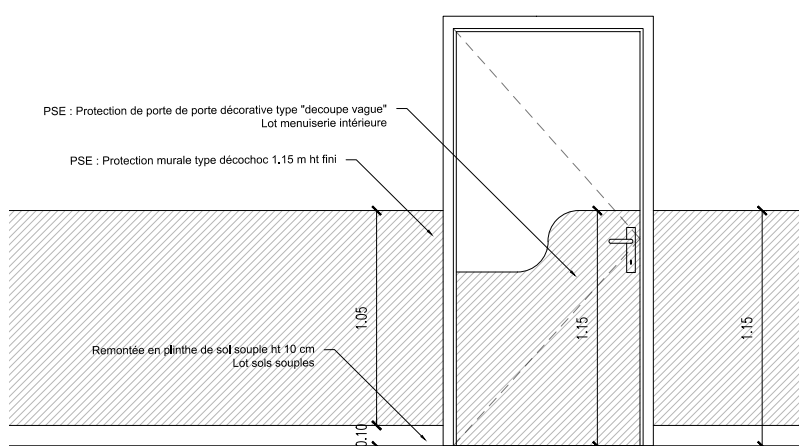 PSE : Protection de porte de porte décorative type "decoupe vague"
Lot menuiserie intérieure
PSE : Protection murale type décochoc 1.15 m ht fini
1.05
1.15
1.15
Remontée en plinthe de sol souple ht 10 cm
Lot sols souples
0.10